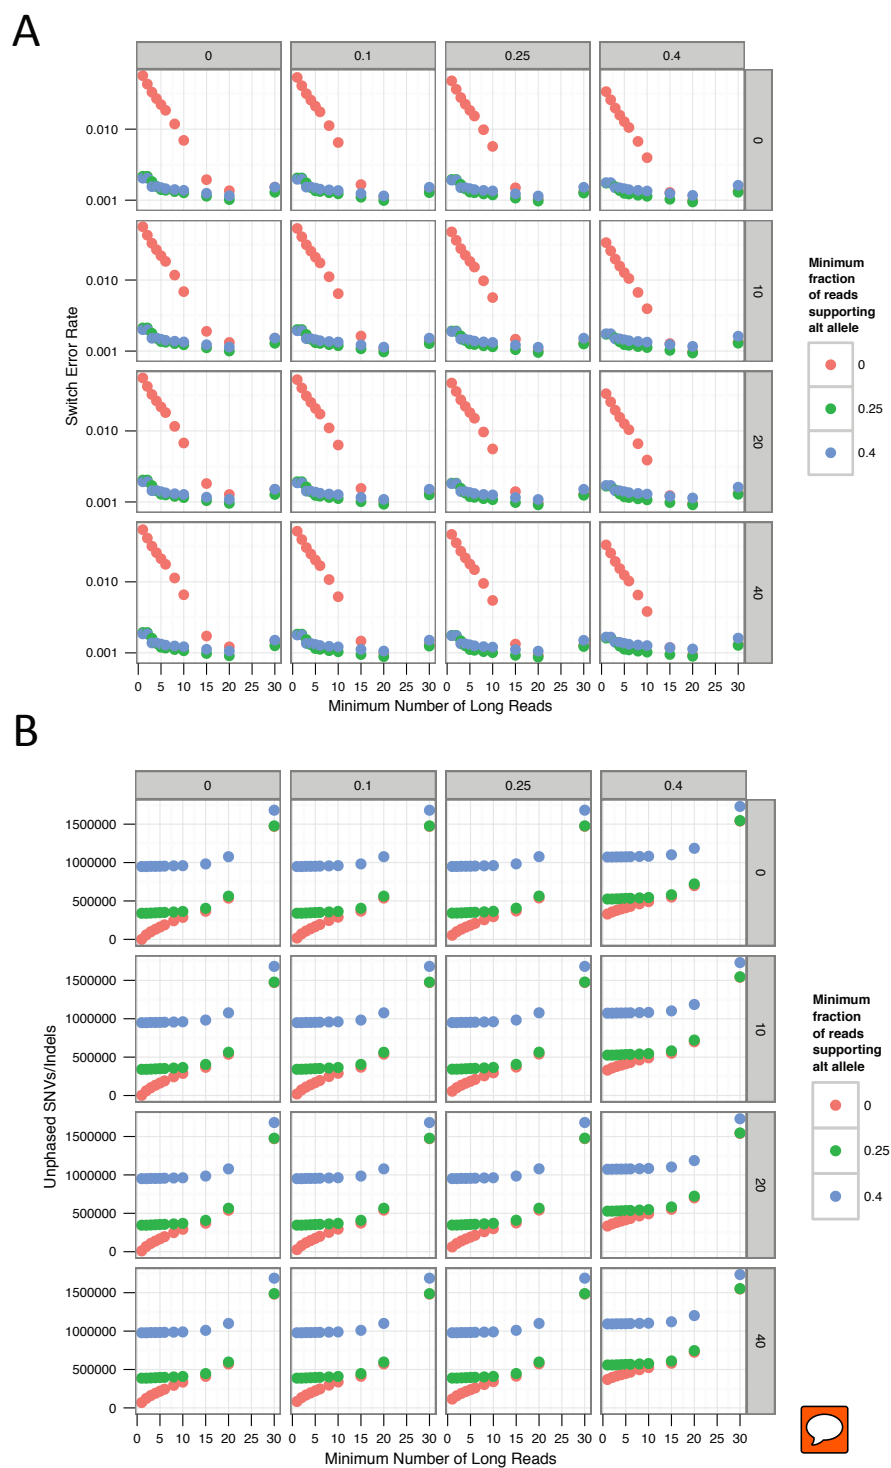 A
0 0.1 0.25 0.4
0.010
0.001
0
0.010
0.001
10
0.010
0.001
20
0.010
0.001
40
Switch Error Rate
0 5 10 15 20 25 30 0 5 10 15 20 25 30 0 5 10 15 20 25 30 0 5 10 15 20 25 30
Minimum Number of Long Reads
Minimum
fraction
of reads
supporting
alt allele
0
0.25
0.4
B
0 0.1 0.25 0.4
1500000
1000000
500000
0
0
1500000
1000000
500000
0
10
1500000
1000000
500000
0
20
1500000
1000000
500000
0
40
Unphased SNVs/Indels
0 5 10 15 20 25 30 0 5 10 15 20 25 30 0 5 10 15 20 25 30 0 5 10 15 20 25 30
Minimum Number of Long Reads
Minimum
fraction
of reads
supporting
alt allele
0
0.25
0.4